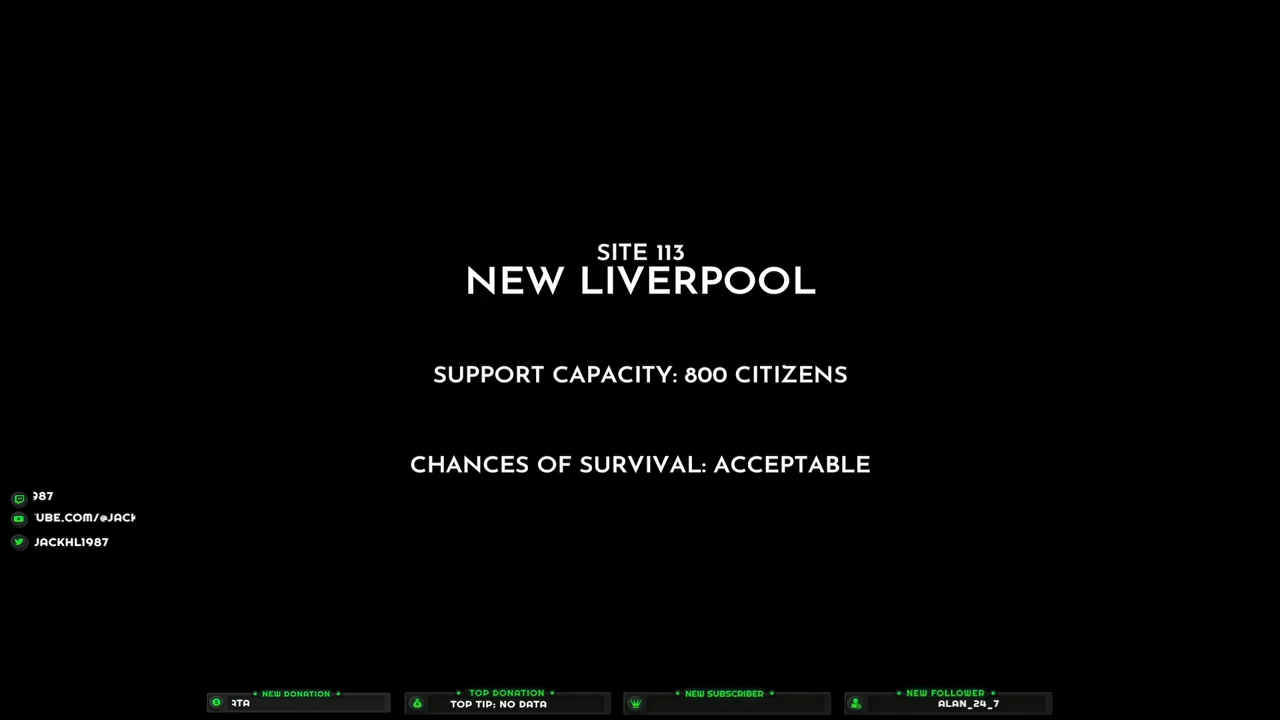 SITE 113
NEW LIVERPOOL
SUPPORT CAPACITY: 800 CITIZENS
CHANCES OF SURVIVAL: ACCEPTABLE
987
TUBE.COM/@JACK
JACKHL1987
NEW DONATION
ATA
TOP DONATION
TOP TIP: NO DATA
NEW SUBSCRIBER
NEW FOLLOWER
ALAN_24_7